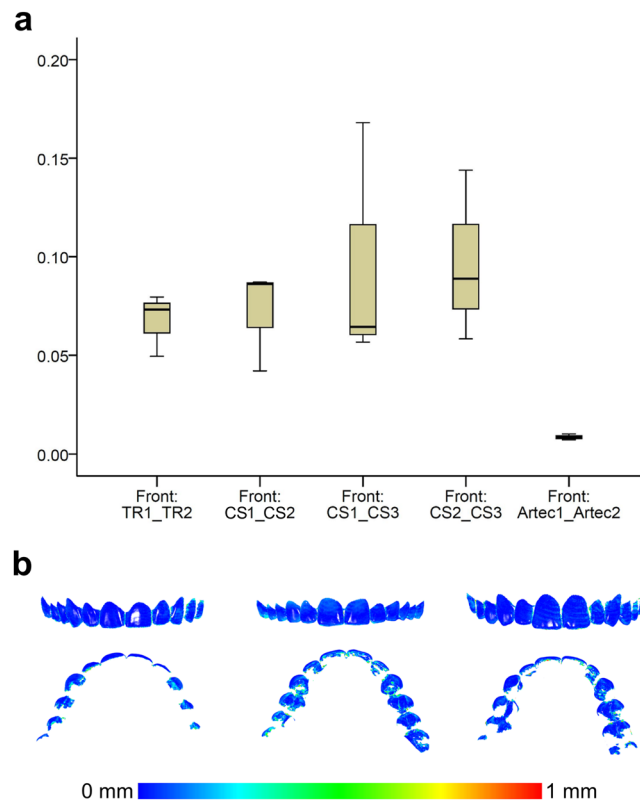 a
0.20
0.15
0.10
0.05
0.00
Front: Front: Front: Front: Front:
TR1_TR2 CS1_CS2 CS1_CS3 CS2_CS3 Artec1_Artec2
b
0 mm 1 mm